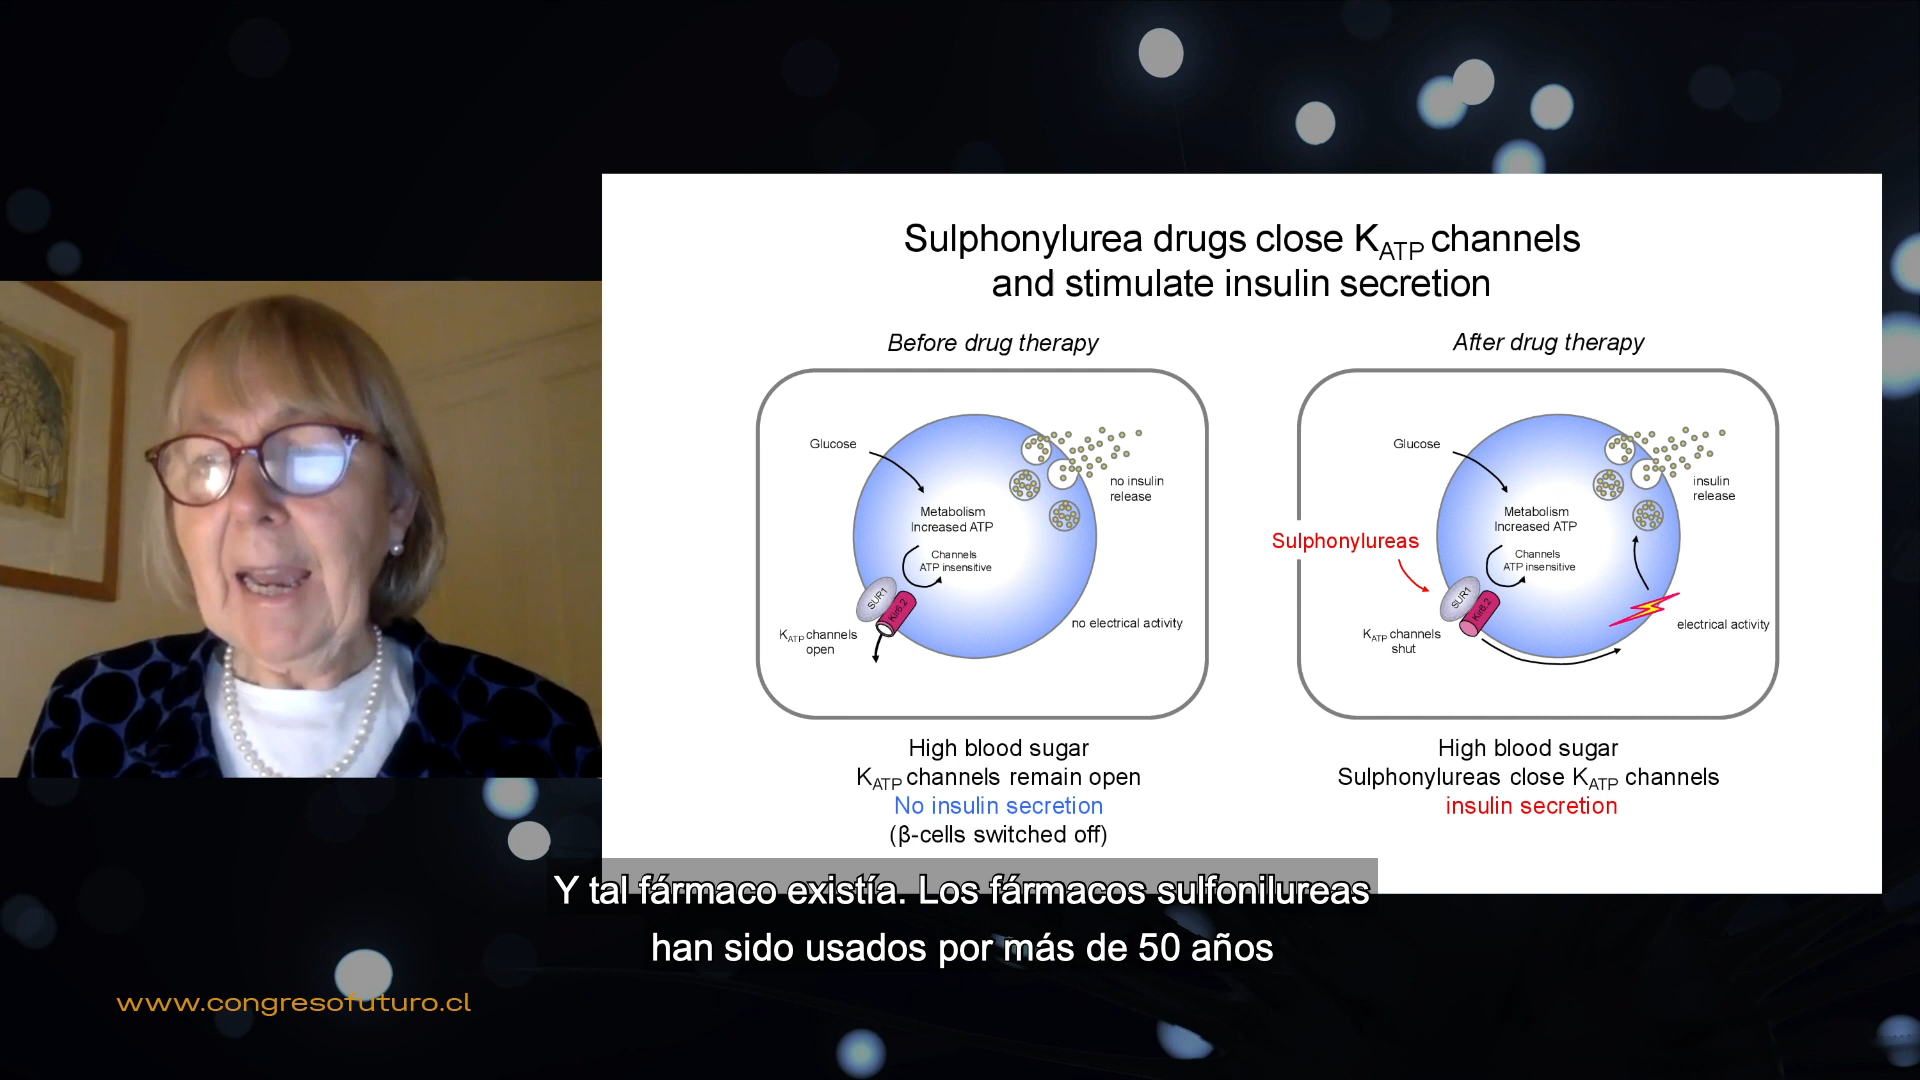 Sulphonylurea drugs close KATP channels
and stimulate insulin secretion
Before drug therapy
Glucose
Metabolism
Increased ATP
Channels
ATP insensitive
SUR1
Kir6.2
KATP channels
open
no insulin
release
no electrical activity
High blood sugar
KATP channels remain open
No insulin secretion
(β-cells switched off)
After drug therapy
Glucose
Metabolism
Increased ATP
Channels
ATP insensitive
Sulphonylureas
SUR1
Kir6.2
KATP channels
shut
insulin
release
electrical activity
High blood sugar
Sulphonylureas close KATP channels
insulin secretion
Y tal fármaco existía. Los fármacos sulfonilureas
han sido usados por más de 50 años
www.congresofuturo.cl